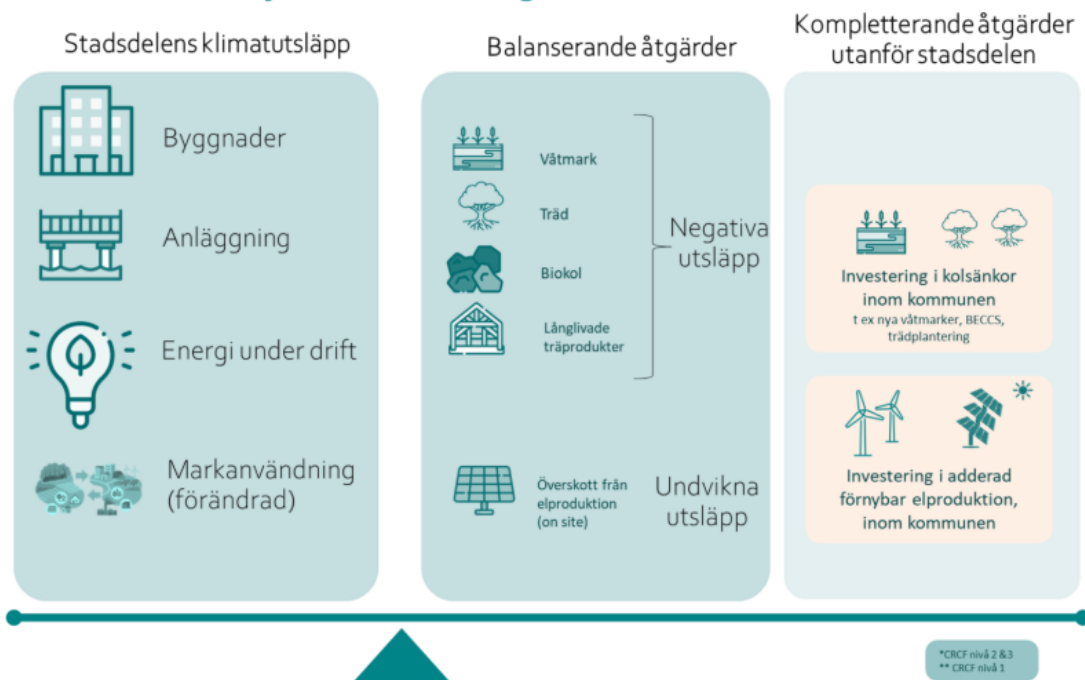 Stadsdelens klimatutsläpp
Byggnader
Anläggning
Energi under drift
Markanvändning
(förändrad)
Balanserande åtgärder
Våtmark
Träd
Biokol
Långlivade
träprodukter
Negativa
utsläpp
Överskott från
elproduktion
(on site)
Undvikna
utsläpp
Kompletterande åtgärder
utanför stadsdelen
Investering i kolsänkor
inom kommunen
t ex nya våtmarker, BECCS,
trädplantering
Investering i adderad
förnybar elproduktion,
inom kommunen
*CRCF nivå 2 &3
** CRCF nivå 1